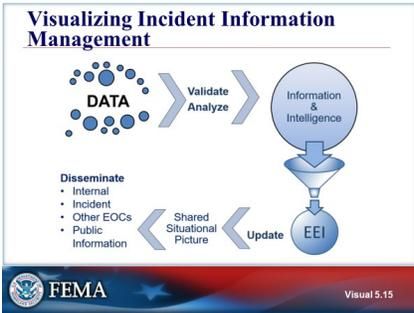 Visualizing Incident Information
Management
DATA
Validate
Analyze
Information
&
Intelligence
EEI
Update
Shared
Situational
Picture
Disseminate
• Internal
• Incident
• Other EOCs
• Public
Information
FEMA
Visual 5.15